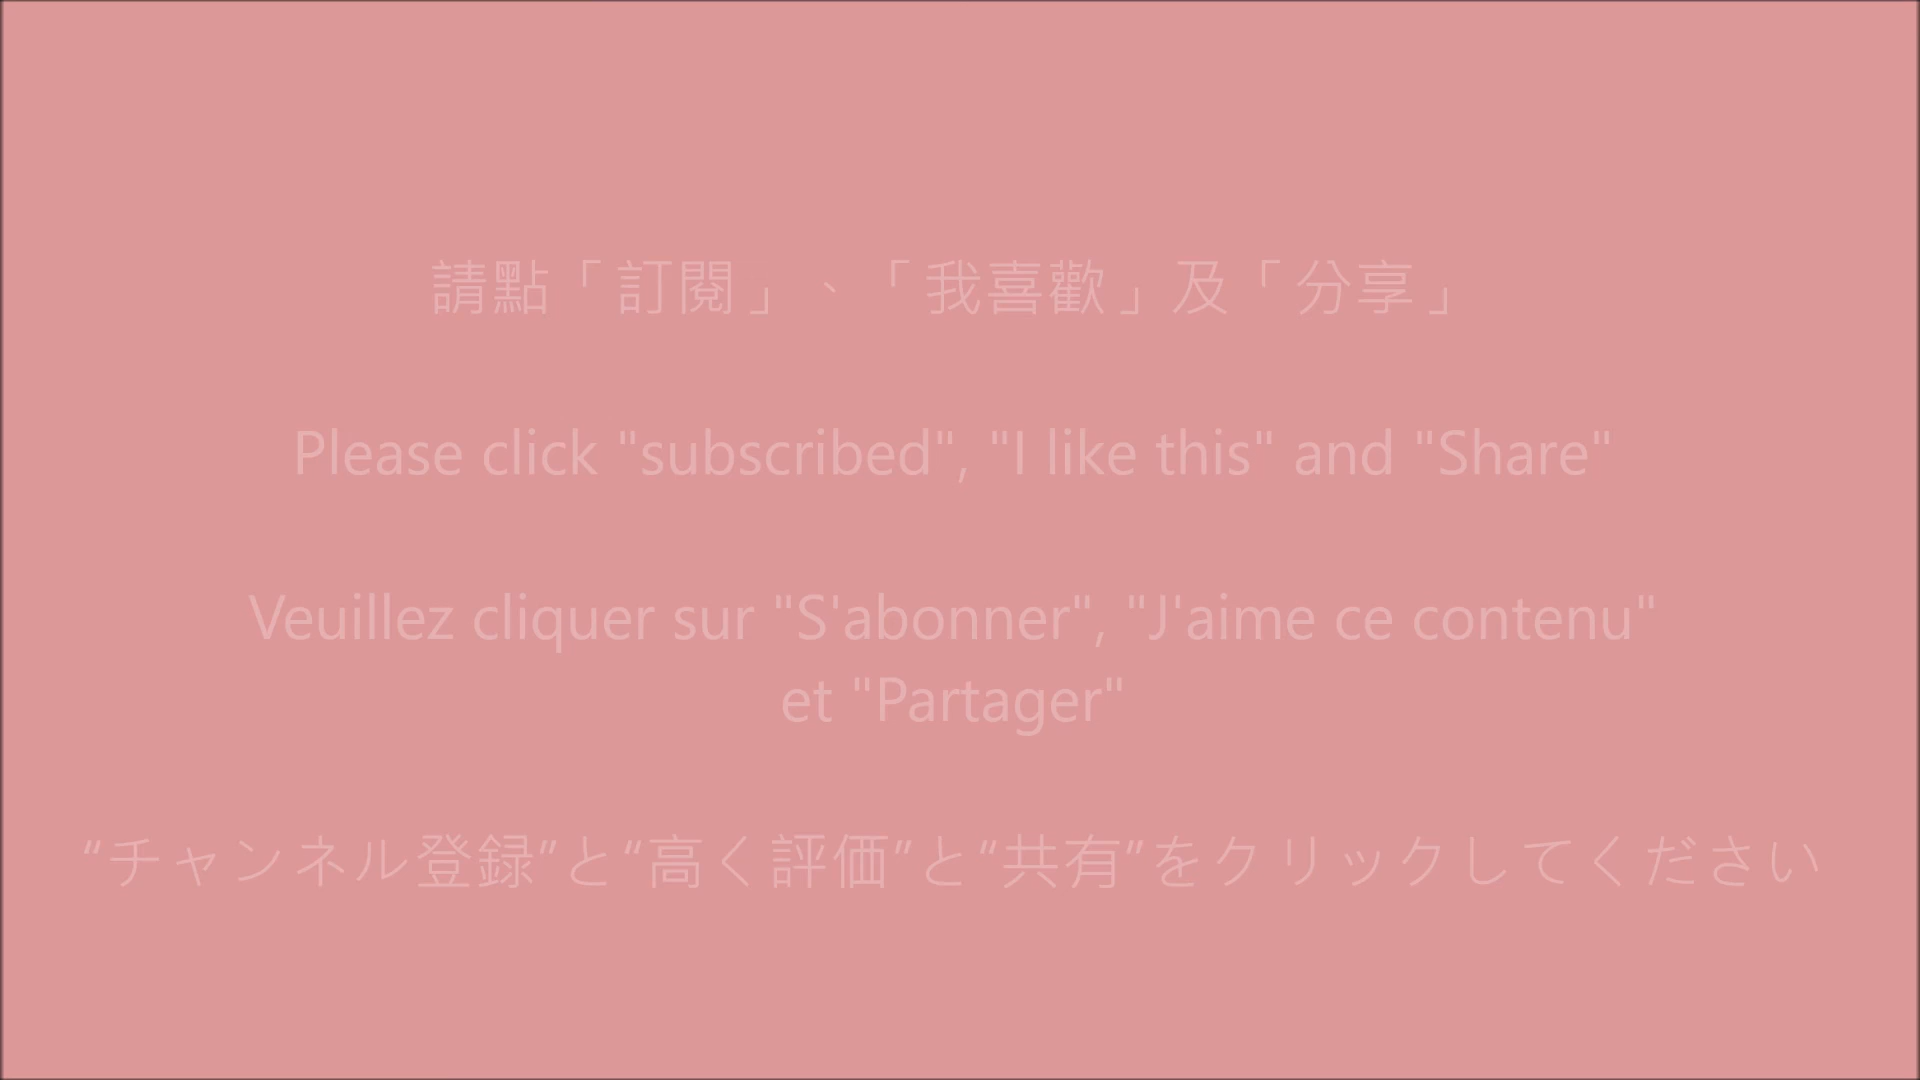 請點「訂閱」、「我喜歡」及「分享」
Please click "subscribed", "I like this" and "Share"
Veuillez cliquer sur "S'abonner", "J'aime ce contenu"
et "Partager"
“チャンネル登録”と“高く評価”と“共有”をクリックしてください